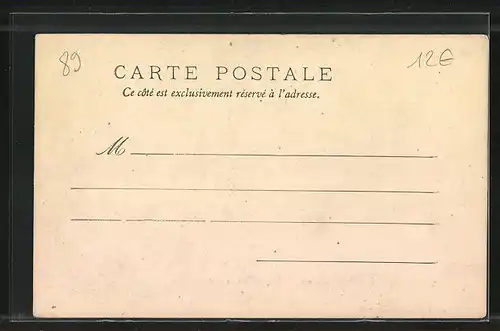 89
12€
CARTE POSTALE
Ce côté est exclusivement réservé à l'adresse.
M